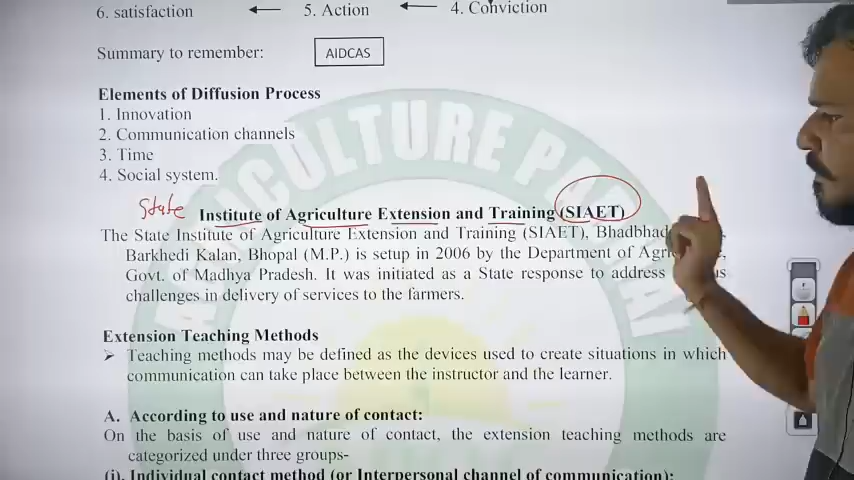 6. satisfaction ← 5. Action ← 4. Conviction
Summary to remember: AIDCAS
Elements of Diffusion Process
1. Innovation
2. Communication channels
3. Time
4. Social system.
State Institute of Agriculture Extension and Training (SIAET)
The State Institute of Agriculture Extension and Training (SIAET),
Barkhedi Kalan, Bhopal (M.P.) is setup in 2006 by the Department of
Govt. of Madhya Pradesh. It was initiated as a State response to address
challenges in delivery of services to the farmers.
Extension Teaching Methods
➤ Teaching methods may be defined as the devices used to create situations in which
communication can take place between the instructor and the learner.
A. According to use and nature of contact:
On the basis of use and nature of contact, the extension teaching methods are
categorized under three groups-
(i). Individual contact method (or Interpersonal channel of communication):
AGRICULTURE PATHSHALA